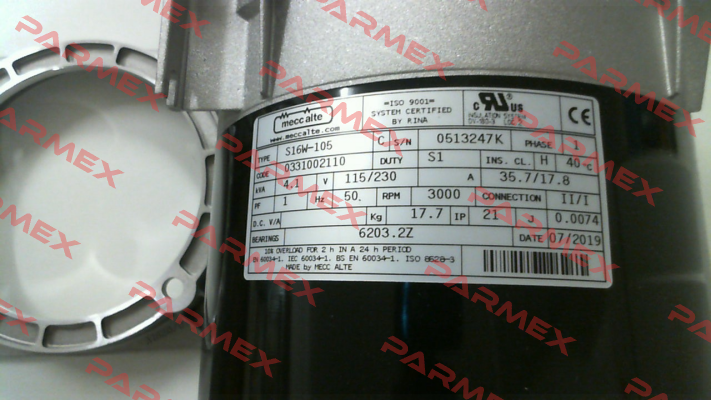 meccalte
www.meccalte.com
=ISO 9001=
SYSTEM CERTIFIED
BY RINA
C UR US
INSULATION SYSTEM
CE
TYPE S16W-105 C S/N 0513247K PHASE 1
CODE 0331002110 DUTY S1 INS. CL. H 40°C
kVA 4.1 V 115/230 A 35.7/17.8
PF 1 Hz 50. RPM 3000 CONNECTION II/I
D.C. V/A Kg 17.7 IP 21 J 0.0074
BEARINGS 6203.2Z DATE 07/2019
10% OVERLOAD FOR 2 h IN A 24 h PERIOD
EN 60034-1. IEC 60034-1. BS EN 60034-1. ISO 8528-3
MADE by MECC ALTE
PARMEX
PARMEX
PARMEX
PARMEX
PARMEX
PARMEX
PARMEX
PARMEX
PARMEX